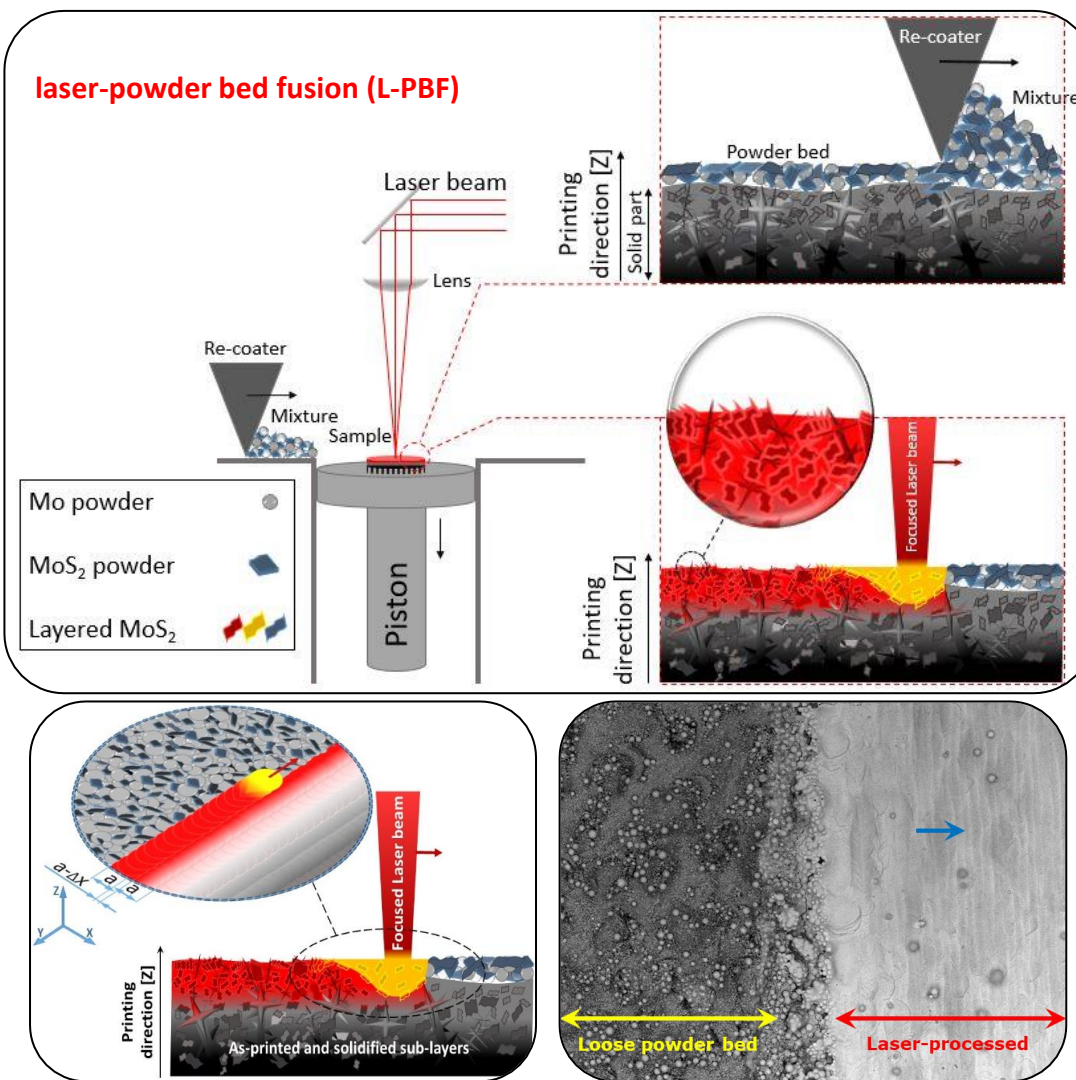 laser-powder bed fusion (L-PBF)
Laser beam
Lens
Re-coater
Mixture
Sample
Piston
Mo powder
MoS₂ powder
Layered MoS₂
Re-coater
Mixture
Powder bed
Printing
direction [Z]
Solid part
Focused Laser beam
Printing
direction [Z]
a-Δx
a
a
Z
Y
X
Focused Laser beam
Printing
direction [Z]
As-printed and solidified sub-layers
Loose powder bed
Laser-processed